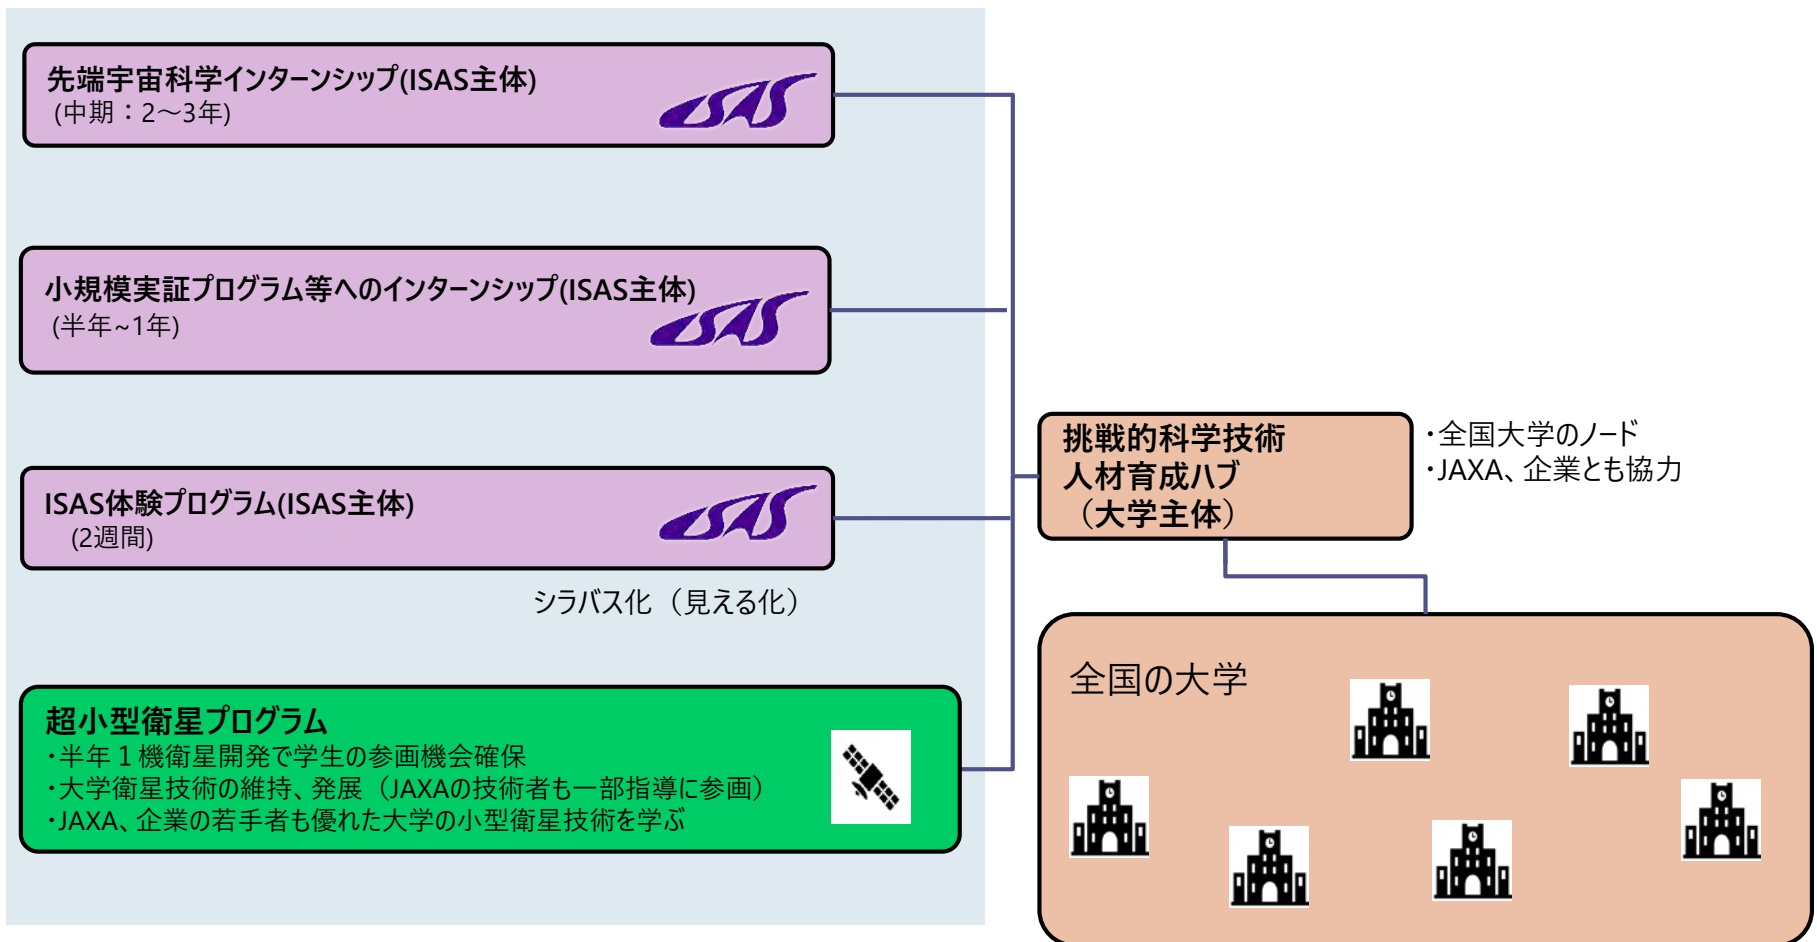 先端宇宙科学インターンシップ(ISAS主体)
(中期：2～3年)
ISAS
小規模実証プログラム等へのインターンシップ(ISAS主体)
(半年~1年)
ISAS
ISAS体験プログラム(ISAS主体)
(2週間)
ISAS
シラバス化（見える化）
超小型衛星プログラム
・半年１機衛星開発で学生の参画機会確保
・大学衛星技術の維持、発展（JAXAの技術者も一部指導に参画）
・JAXA、企業の若手者も優れた大学の小型衛星技術を学ぶ
挑戦的科学技術
人材育成ハブ
（大学主体）
・全国大学のノード
・JAXA、企業とも協力
全国の大学